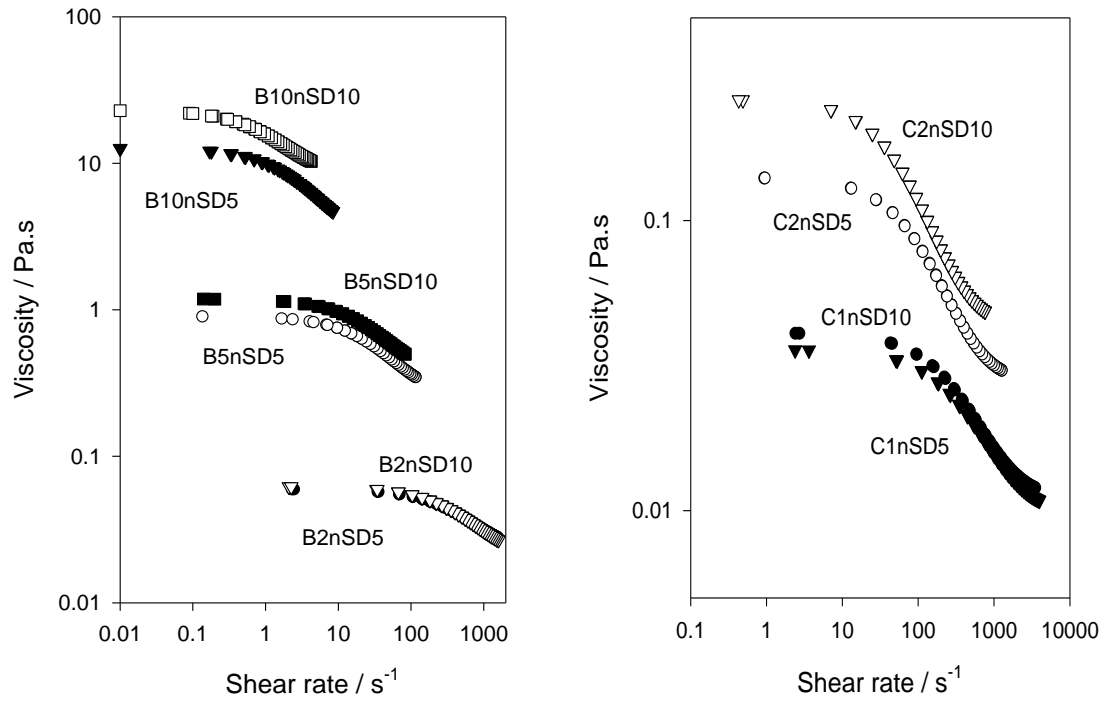 100
10
1
0.1
0.01
0.01 0.1 1 10 100 1000
Viscosity / Pa.s
Shear rate / s-1
B10nSD10
B10nSD5
B5nSD10
B5nSD5
B2nSD10
B2nSD5
0.1
0.01
0.1 1 10 100 1000 10000
Viscosity / Pa.s
Shear rate / s-1
C2nSD10
C2nSD5
C1nSD10
C1nSD5